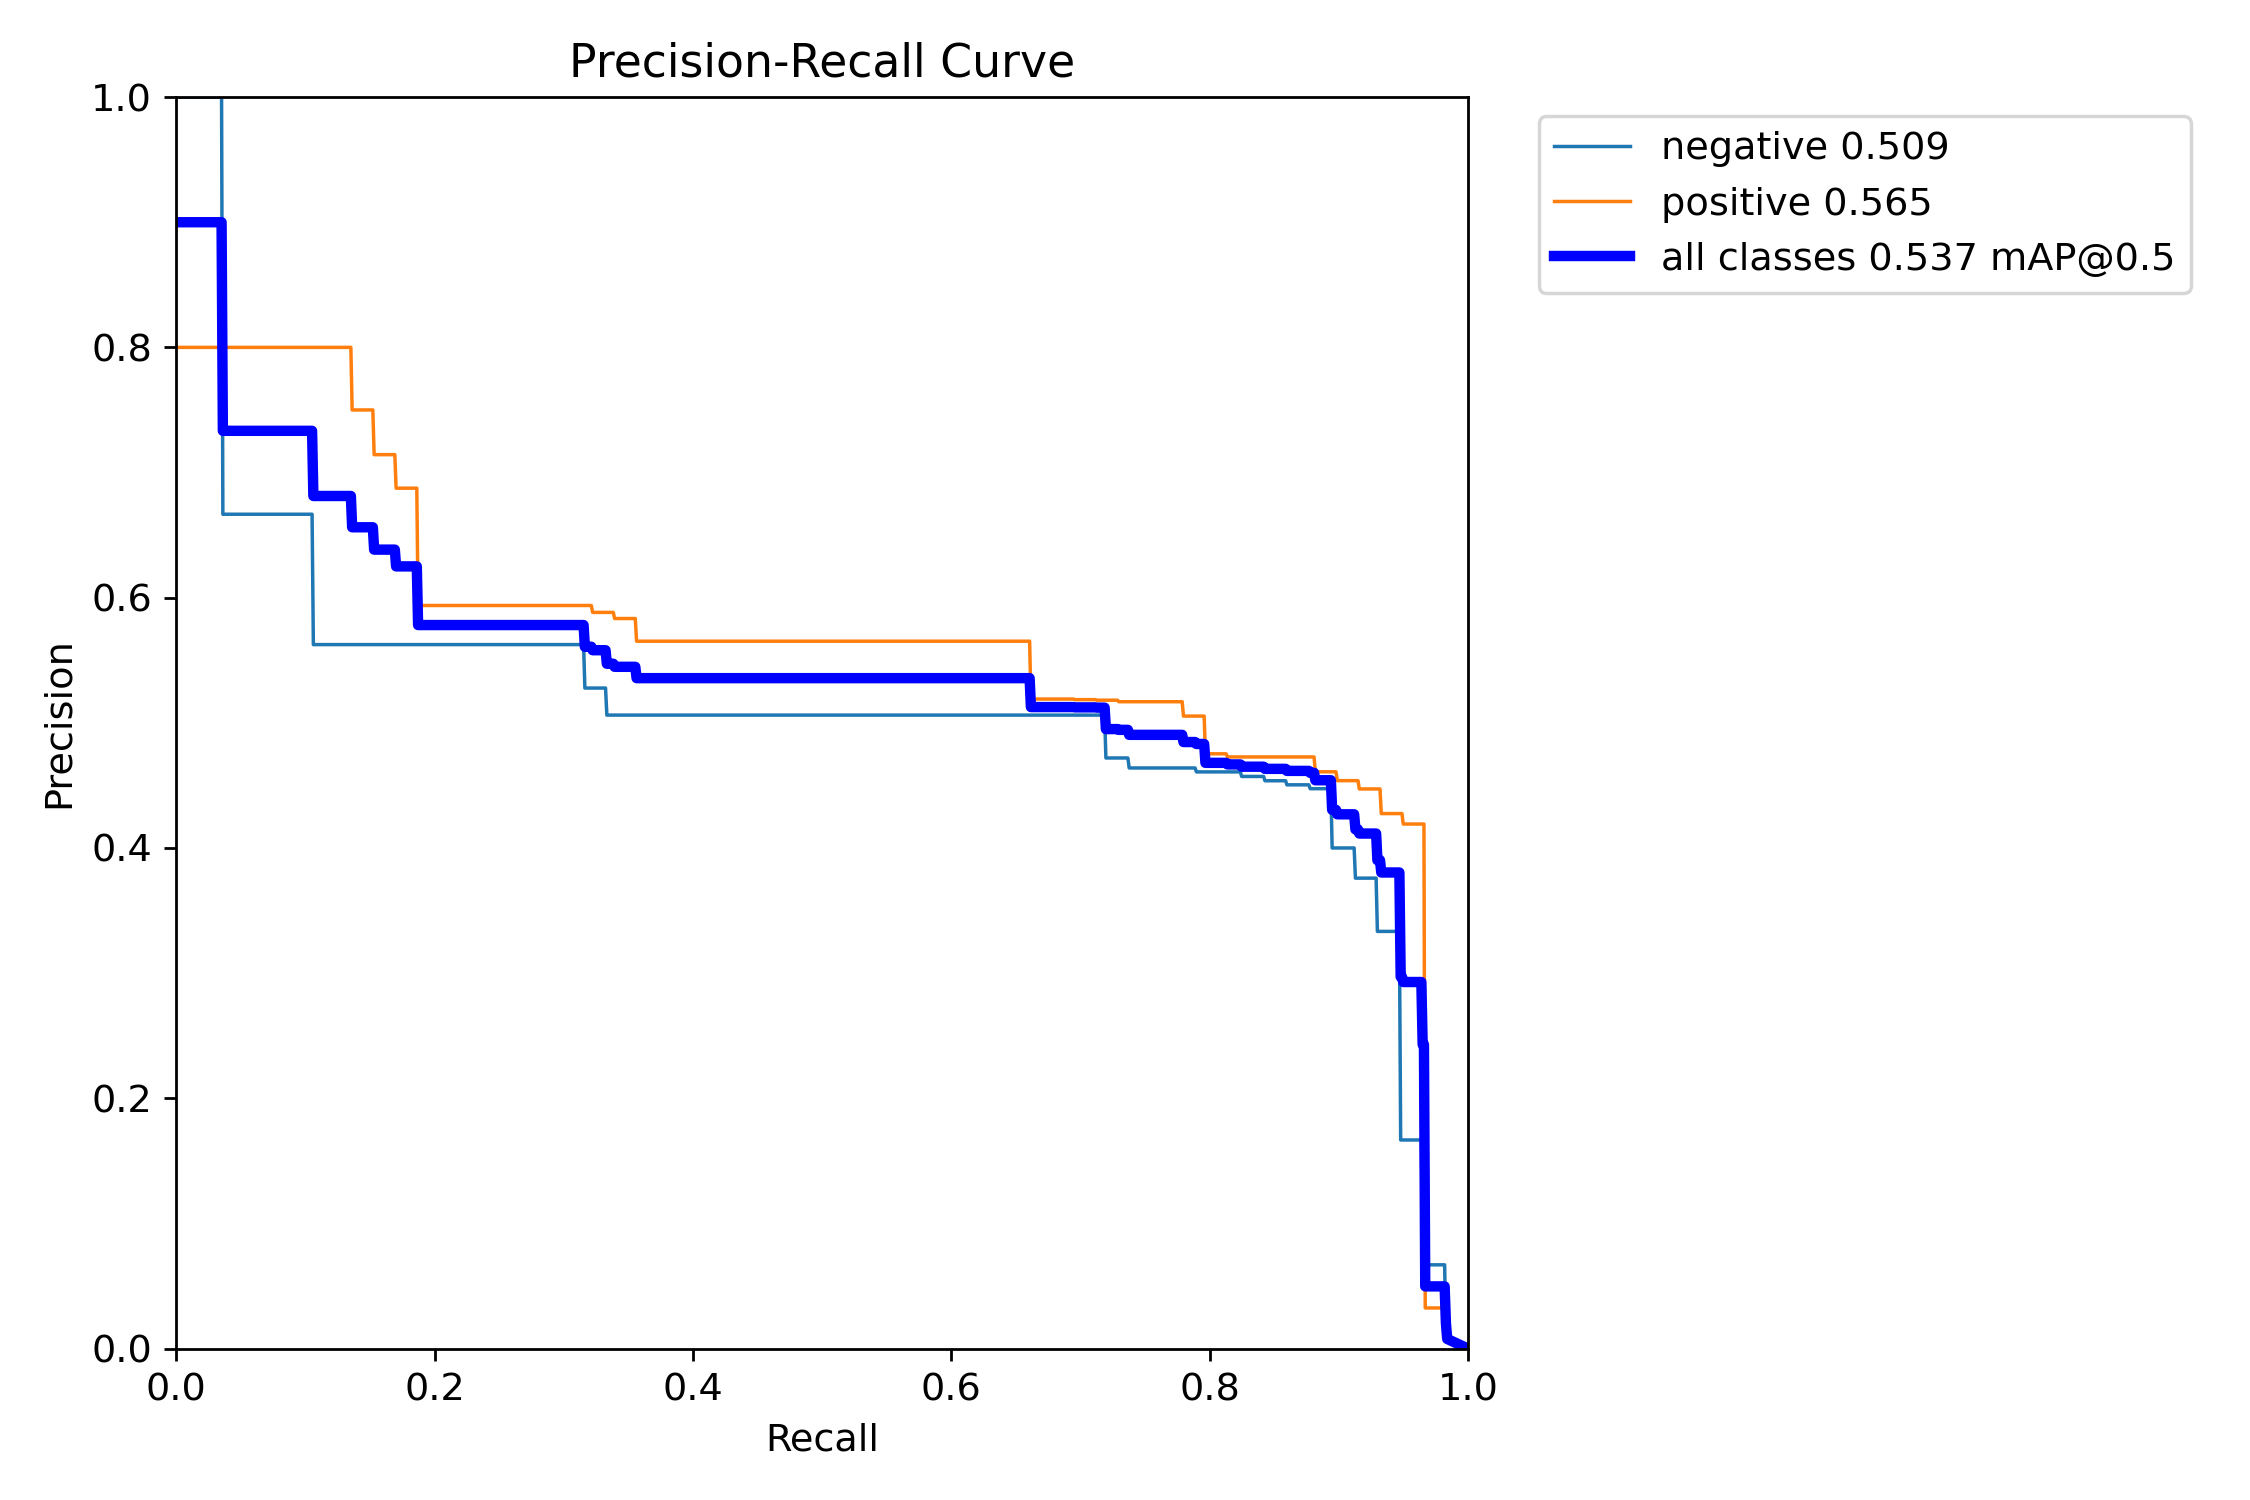 Precision-Recall Curve
negative 0.509
positive 0.565
all classes 0.537 mAP@0.5
Precision
1.0
0.8
0.6
0.4
0.2
0.0
0.0 0.2 0.4 0.6 0.8 1.0
Recall